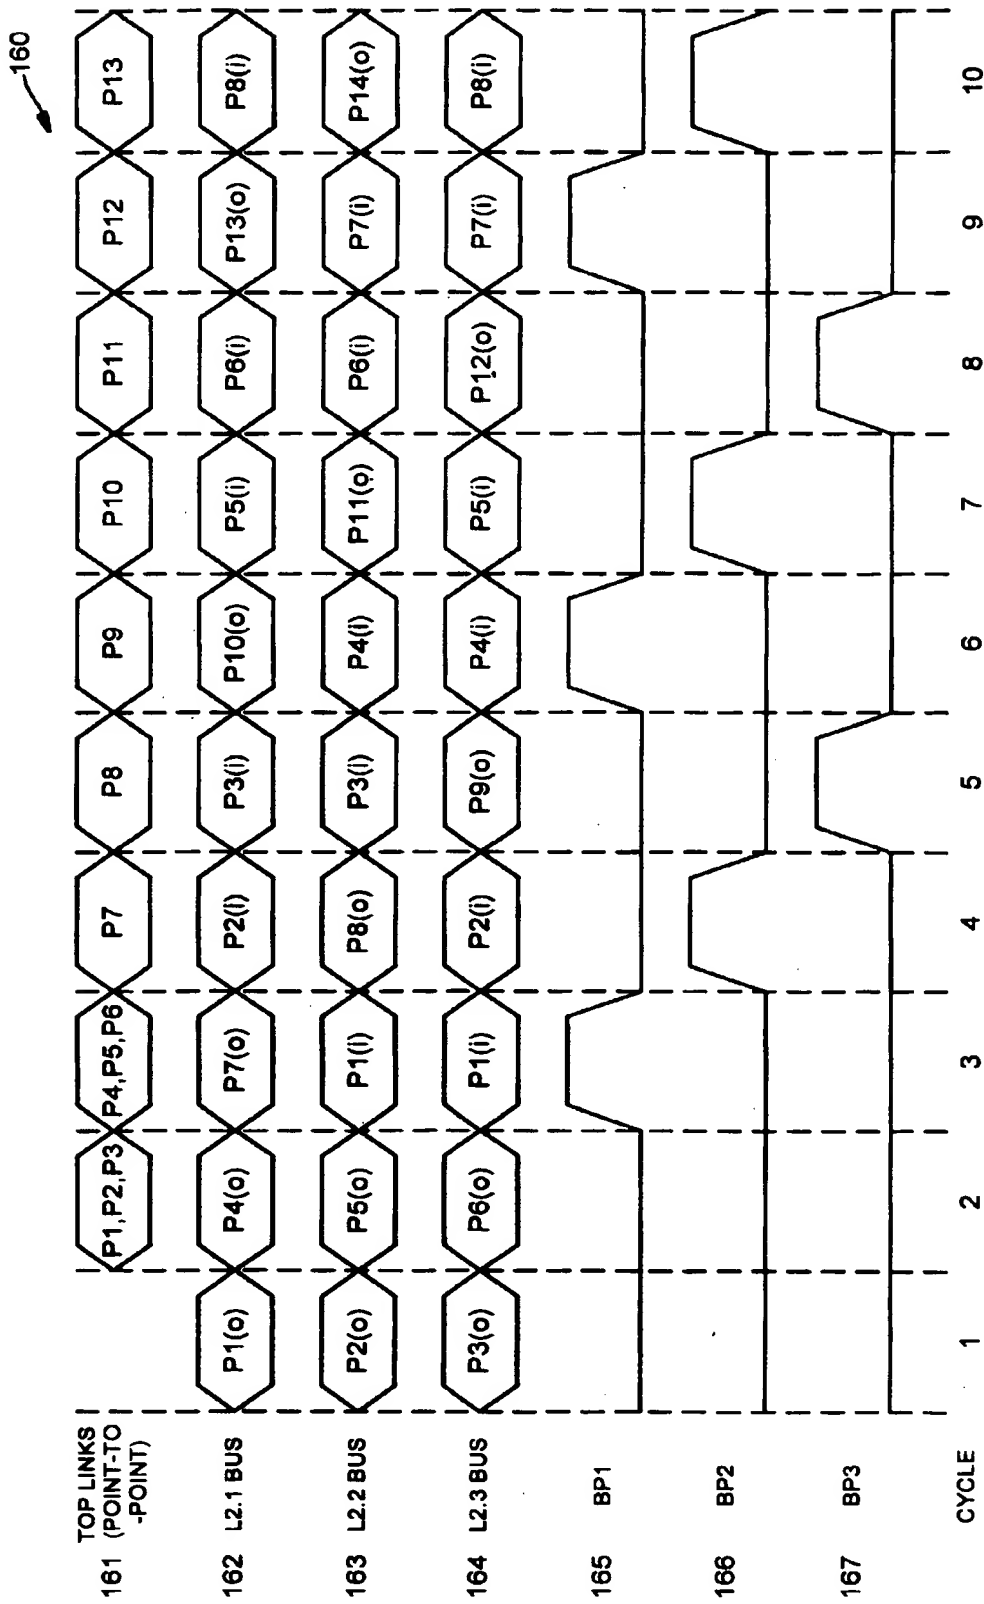 160
161 TOP LINKS (POINT-TO -POINT) P1,P2,P3 P4,P5,P6 P7 P8 P9 P10 P11 P12 P13
162 L2.1 BUS P1(o) P4(o) P7(o) P2(i) P3(i) P10(o) P5(i) P6(i) P13(o) P8(i)
163 L2.2 BUS P2(o) P5(o) P1(i) P8(o) P3(i) P4(i) P11(o) P6(i) P7(i) P14(o)
164 L2.3 BUS P3(o) P6(o) P1(i) P2(i) P9(o) P4(i) P5(i) P12(o) P7(i) P8(i)
165 BP1
166 BP2
167 BP3
CYCLE 1 2 3 4 5 6 7 8 9 10